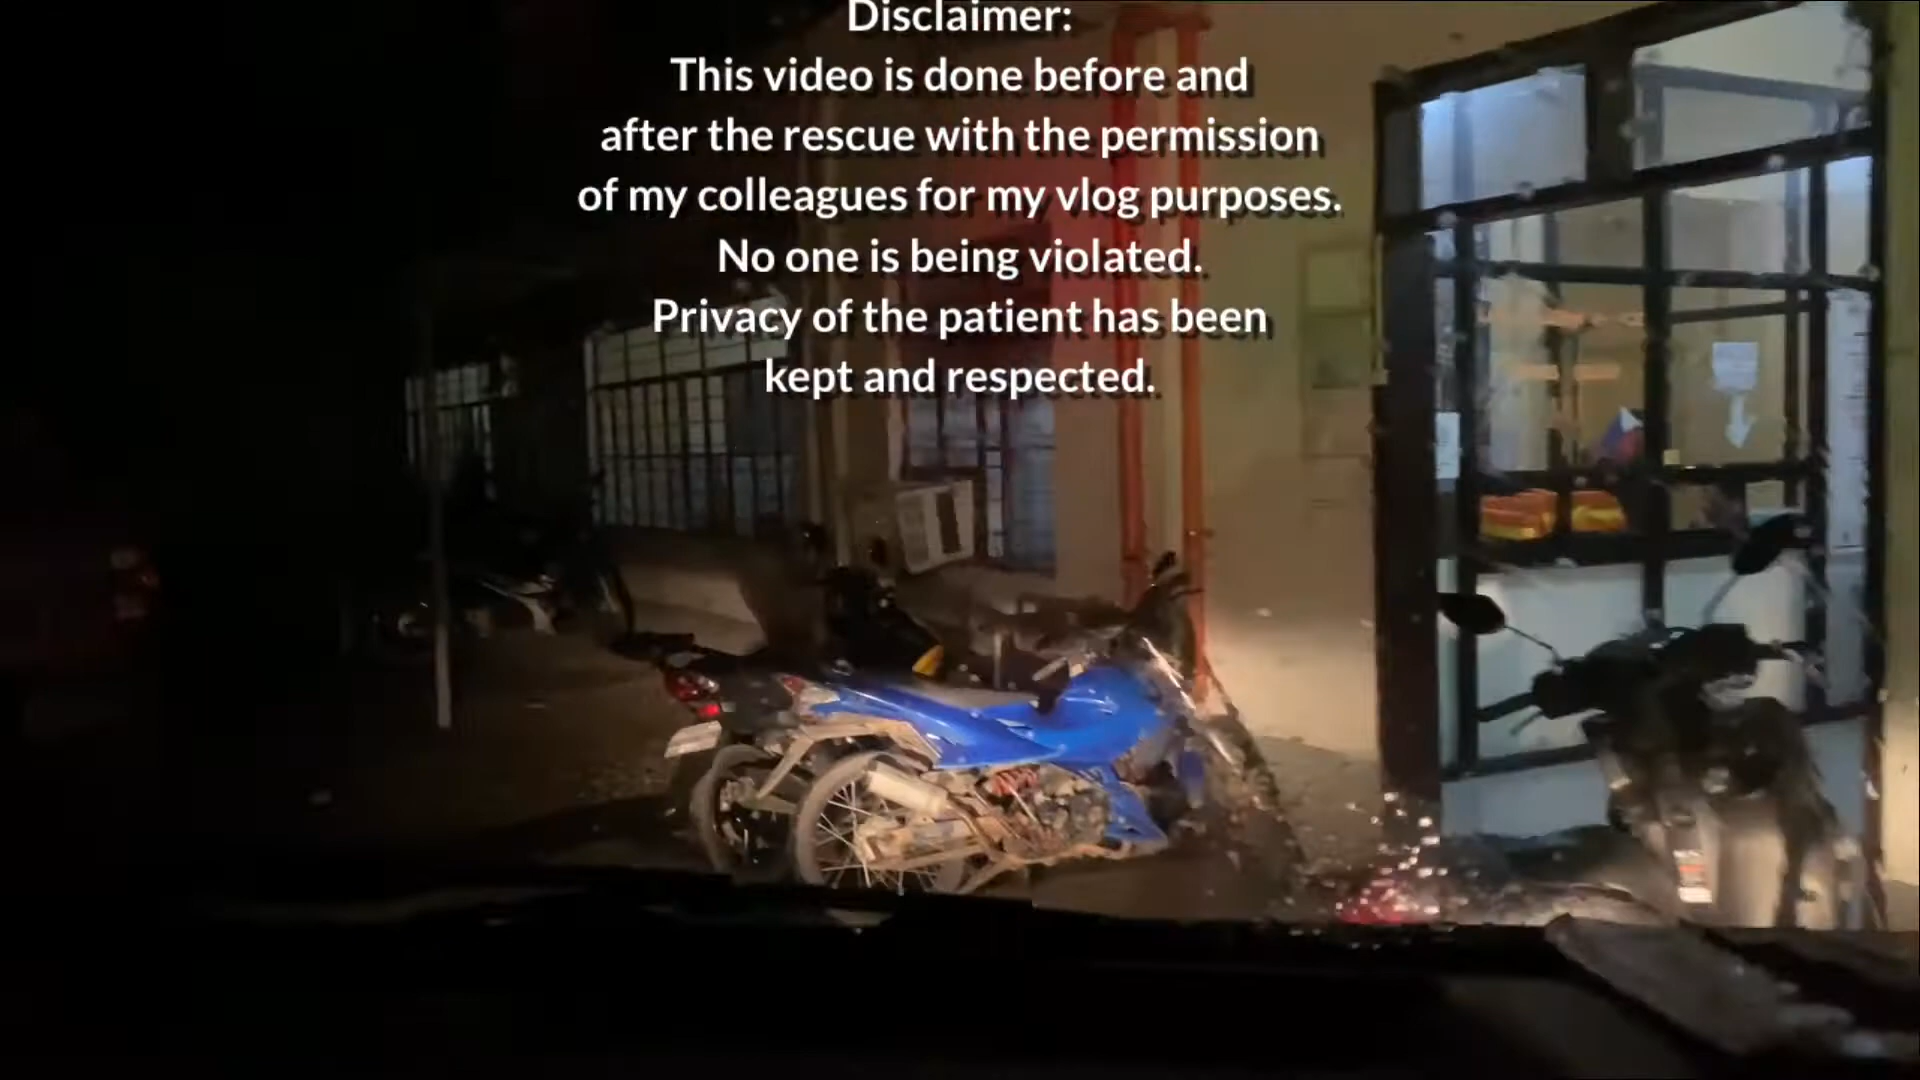 Disclaimer:
This video is done before and
after the rescue with the permission
of my colleagues for my vlog purposes.
No one is being violated.
Privacy of the patient has been
kept and respected.